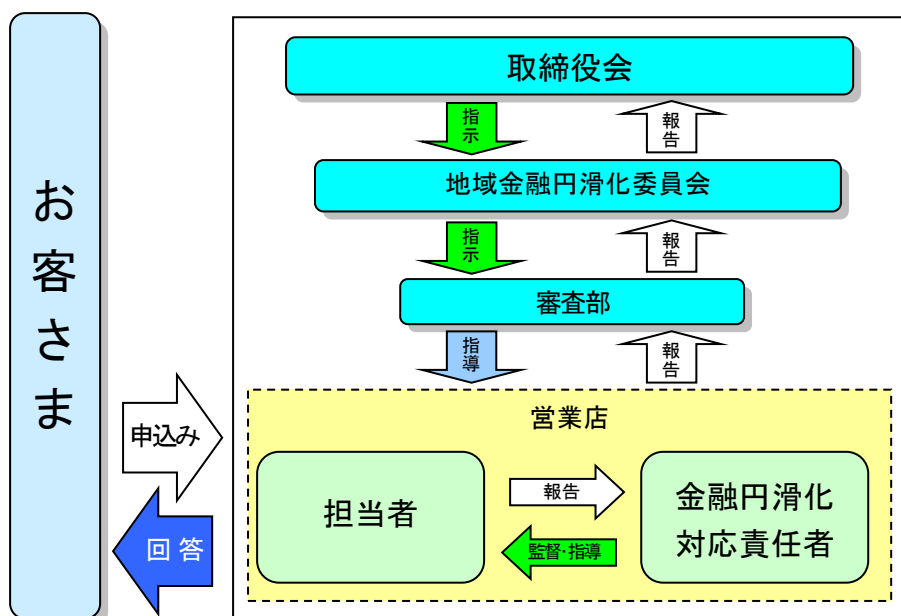 お客さま
取締役会
指示
報告
地域金融円滑化委員会
指示
報告
審査部
指導
報告
申込み
回答
営業店
担当者
報告
監督・指導
金融円滑化
対応責任者